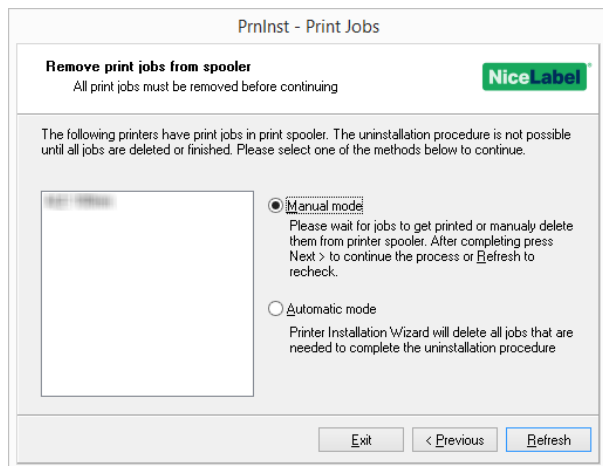 PrnInst - Print Jobs
Remove print jobs from spooler
All print jobs must be removed before continuing
NiceLabel
The following printers have print jobs in print spooler. The uninstallation procedure is not possible
until all jobs are deleted or finished. Please select one of the methods below to continue.
Manual mode
Please wait for jobs to get printed or manualy delete
them from printer spooler. After completing press
Next > to continue the process or Refresh to
recheck.
Automatic mode
Printer Installation Wizard will delete all jobs that are
needed to complete the uninstallation procedure
Exit
< Previous
Refresh